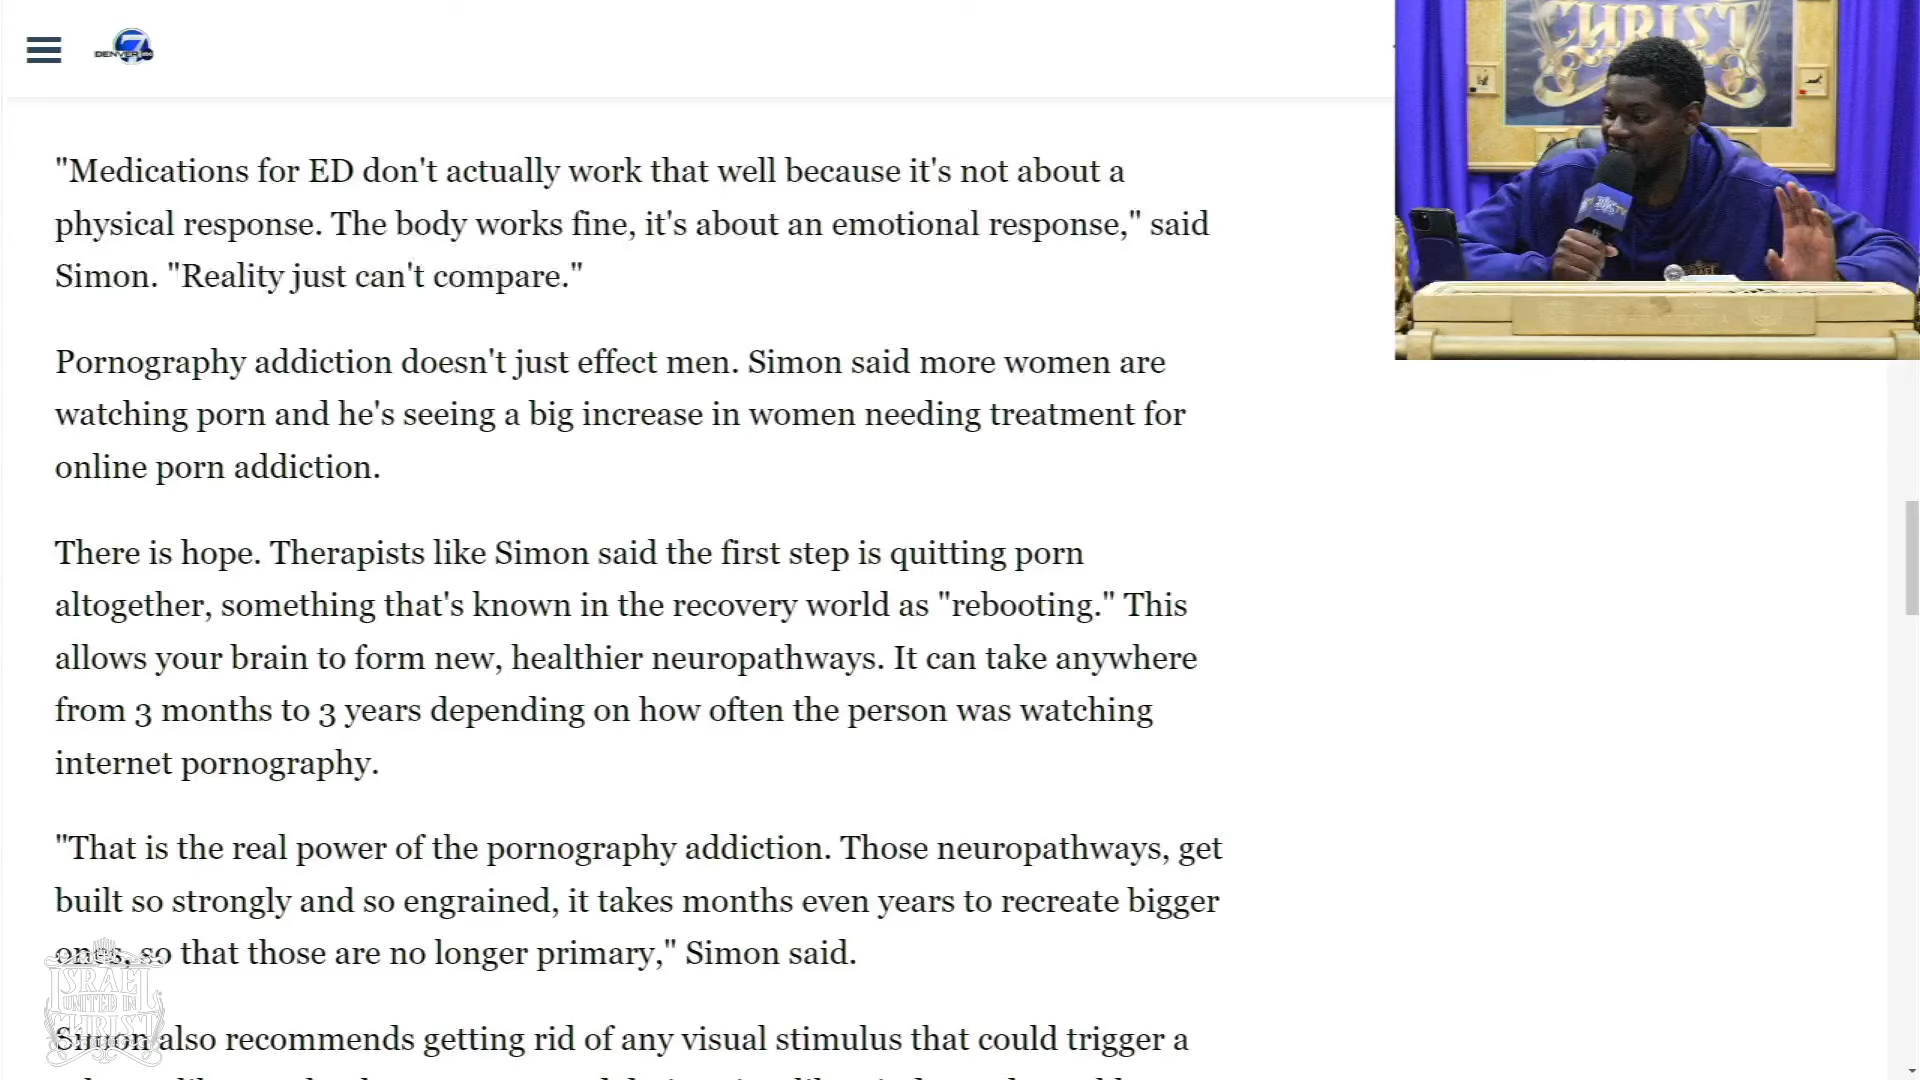 DENVER 7
CHRIST
"Medications for ED don't actually work that well because it's not about a
physical response. The body works fine, it's about an emotional response," said
Simon. "Reality just can't compare."
Pornography addiction doesn't just effect men. Simon said more women are
watching porn and he's seeing a big increase in women needing treatment for
online porn addiction.
There is hope. Therapists like Simon said the first step is quitting porn
altogether, something that's known in the recovery world as "rebooting." This
allows your brain to form new, healthier neuropathways. It can take anywhere
from 3 months to 3 years depending on how often the person was watching
internet pornography.
"That is the real power of the pornography addiction. Those neuropathways, get
built so strongly and so engrained, it takes months even years to recreate bigger
ones, so that those are no longer primary," Simon said.
ISRAEL
UNITED IN
CHRIST
Simon also recommends getting rid of any visual stimulus that could trigger a